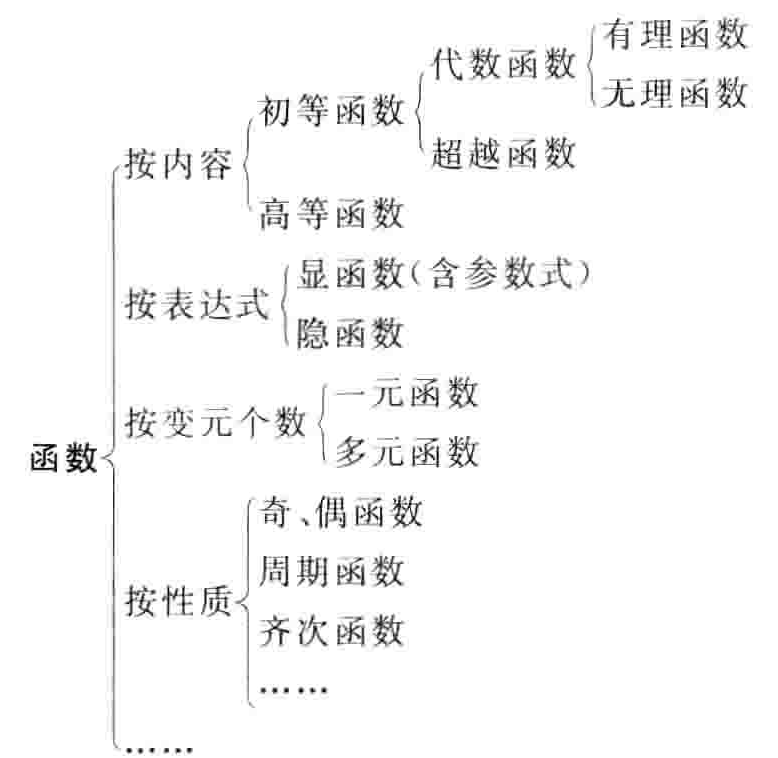 有理函数
代数函数
无理函数
初等函数
超越函数
按内容
高等函数
显函数(含参数式)
按表达式
隐函数
一元函数
按变元个数
多元函数
函数
奇、偶函数
周期函数
按性质
齐次函数
……
……